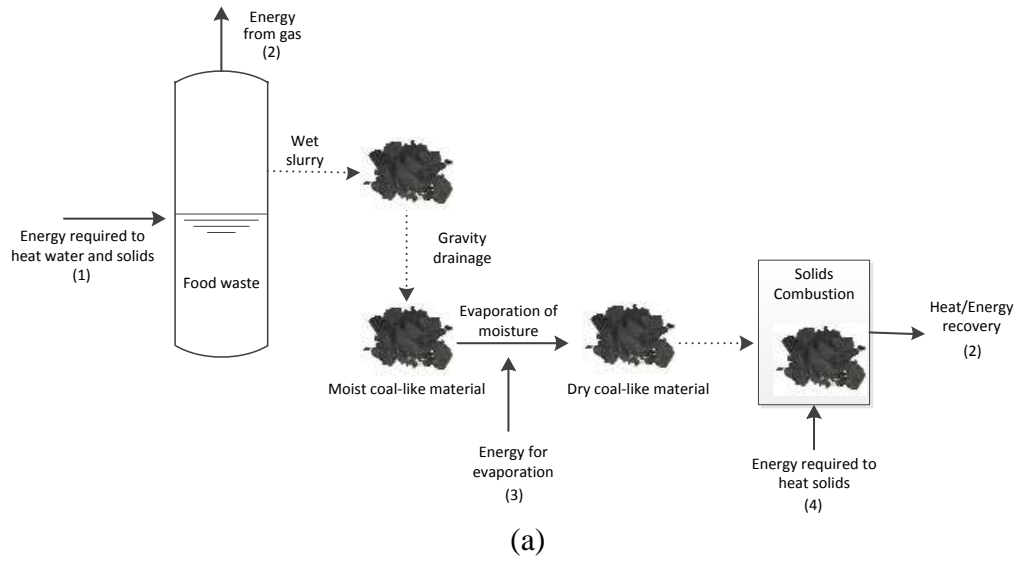 Energy
from gas
(2)
Wet
slurry
Energy required to
heat water and solids
(1)
Food waste
Gravity
drainage
Solids
Combustion
Evaporation of
moisture
Heat/Energy
recovery
(2)
Moist coal-like material
Dry coal-like material
Energy for
evaporation
(3)
Energy required to
heat solids
(4)
(a)